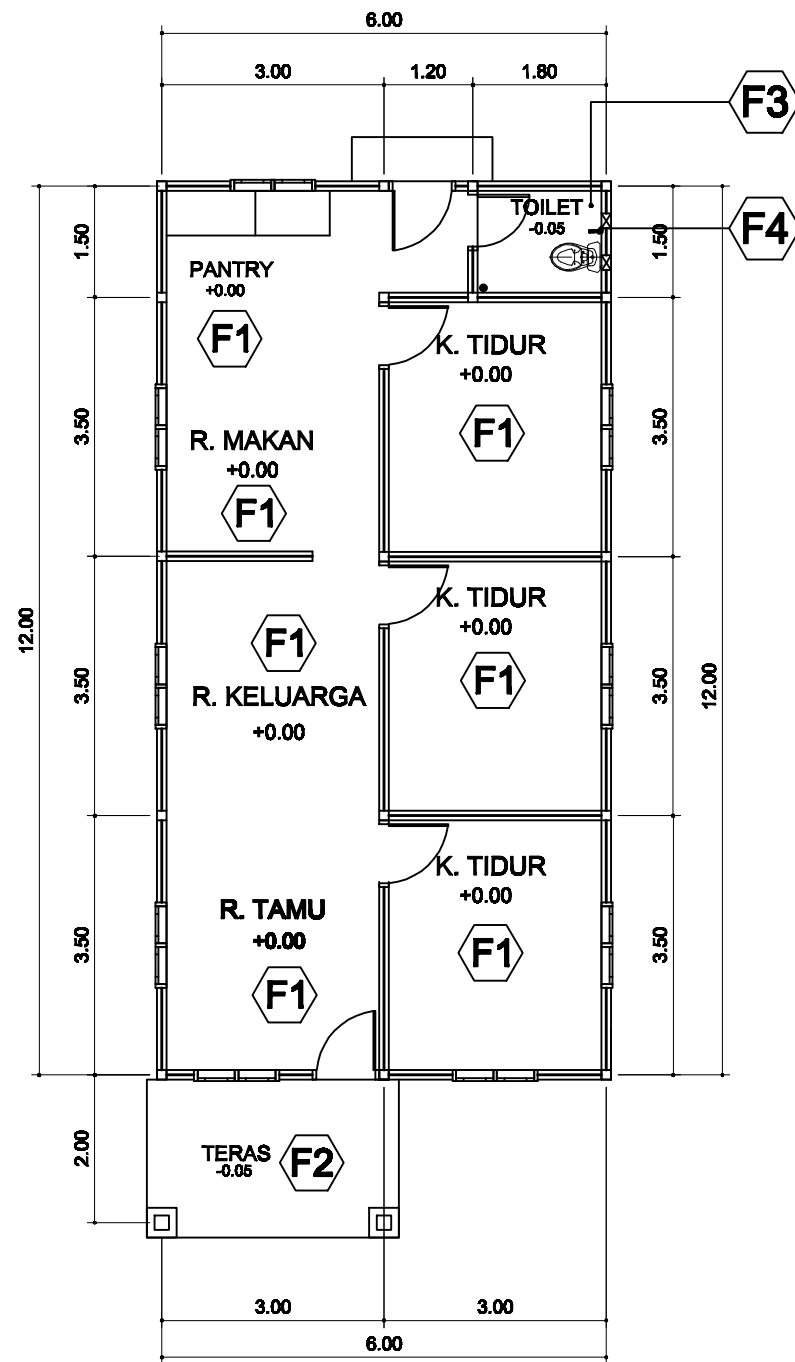 6.00
3.00 1.20 1.80
F3
TOILET
-0.05
F4
1.50 1.50
PANTRY
+0.00
F1
K. TIDUR
+0.00
F1
3.50 3.50
R. MAKAN
+0.00
F1
K. TIDUR
+0.00
F1
F1
R. KELUARGA
+0.00
12.00 3.50 3.50 12.00
K. TIDUR
+0.00
F1
R. TAMU
+0.00
F1
3.50 3.50
2.00
TERAS
-0.05
F2
3.00 3.00
6.00